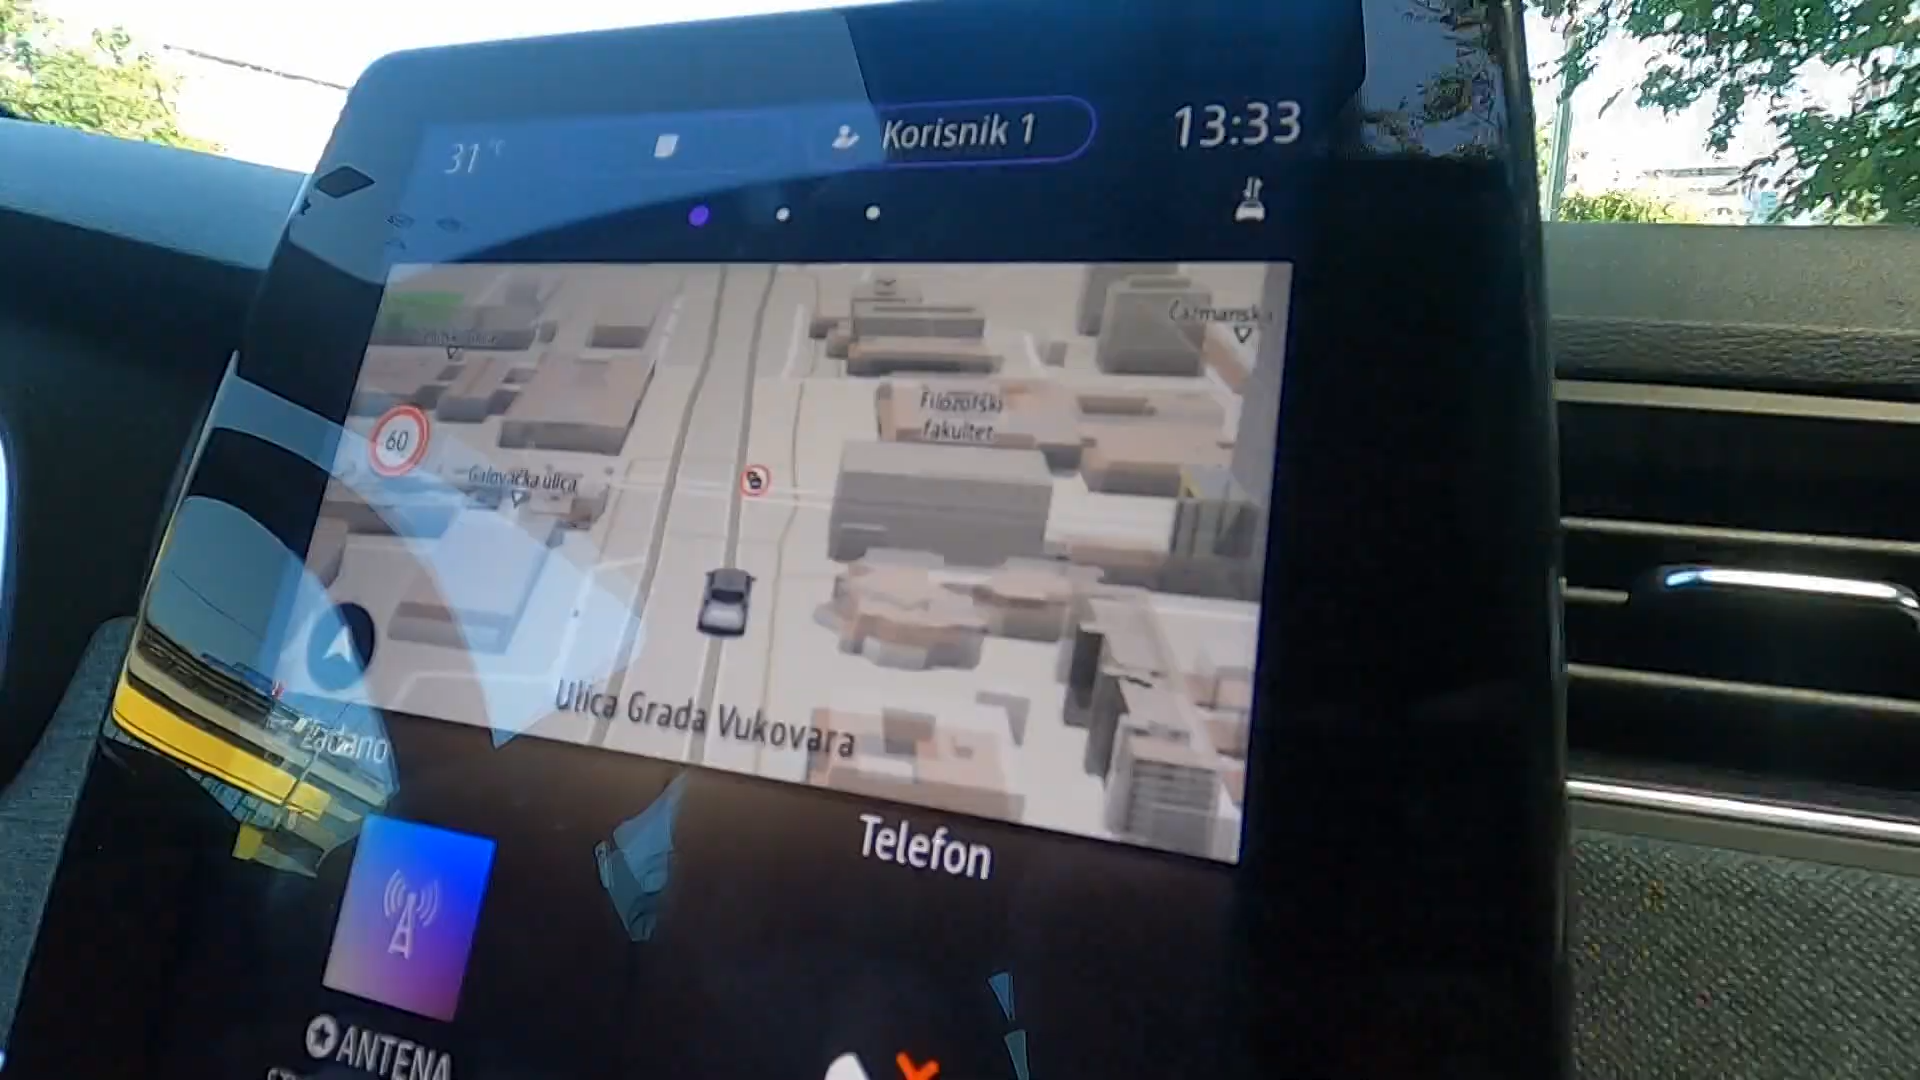 31 °C
Korisnik 1
13:33
Čazmanska
Filozofski
fakultet
60
Galovačka ulica
Ulica Grada Vukovara
zadano
Telefon
ANTENA